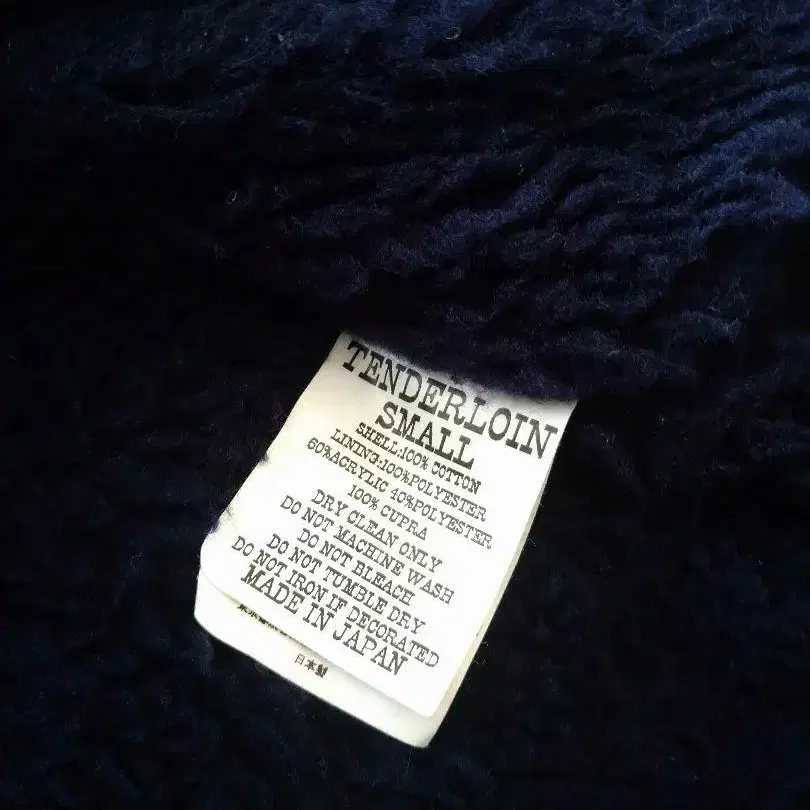 TENDERLOIN
SMALL
SHELL:100% COTTON
LINING:100%POLYESTER
60%ACRYLIC 40%POLYESTER
100% CUPRA
DRY CLEAN ONLY
DO NOT MACHINE WASH
DO NOT BLEACH
DO NOT TUMBLE DRY
DO NOT IRON IF DECORATED
MADE IN JAPAN
日本製